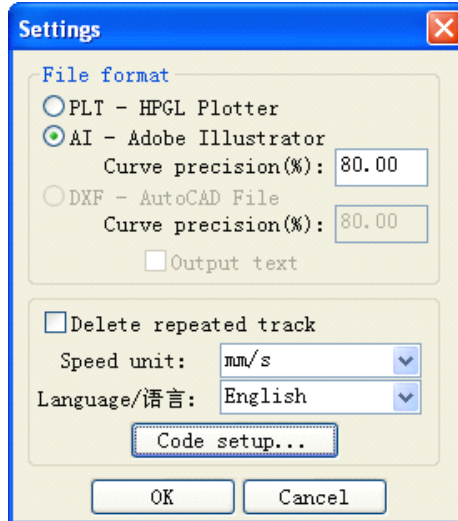 Settings
File format
PLT - HPGL Plotter
AI - Adobe Illustrator
Curve precision(%): 80.00
DXF - AutoCAD File
Curve precision(%): 80.00
Output text
Delete repeated track
Speed unit: mm/s
Language/语言: English
Code setup...
OK Cancel